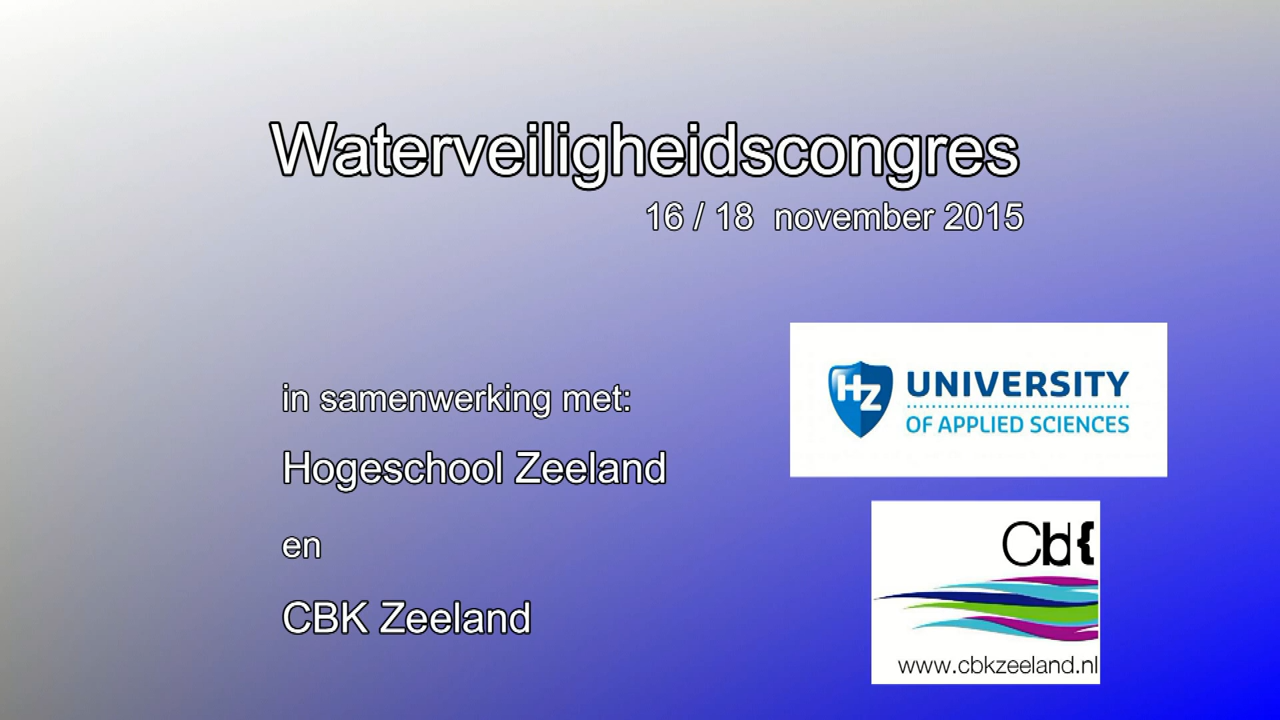 Waterveiligheidscongres
16 / 18 november 2015
in samenwerking met:
Hogeschool Zeeland
en
CBK Zeeland
HZ UNIVERSITY
OF APPLIED SCIENCES
Cbk
www.cbkzeeland.nl